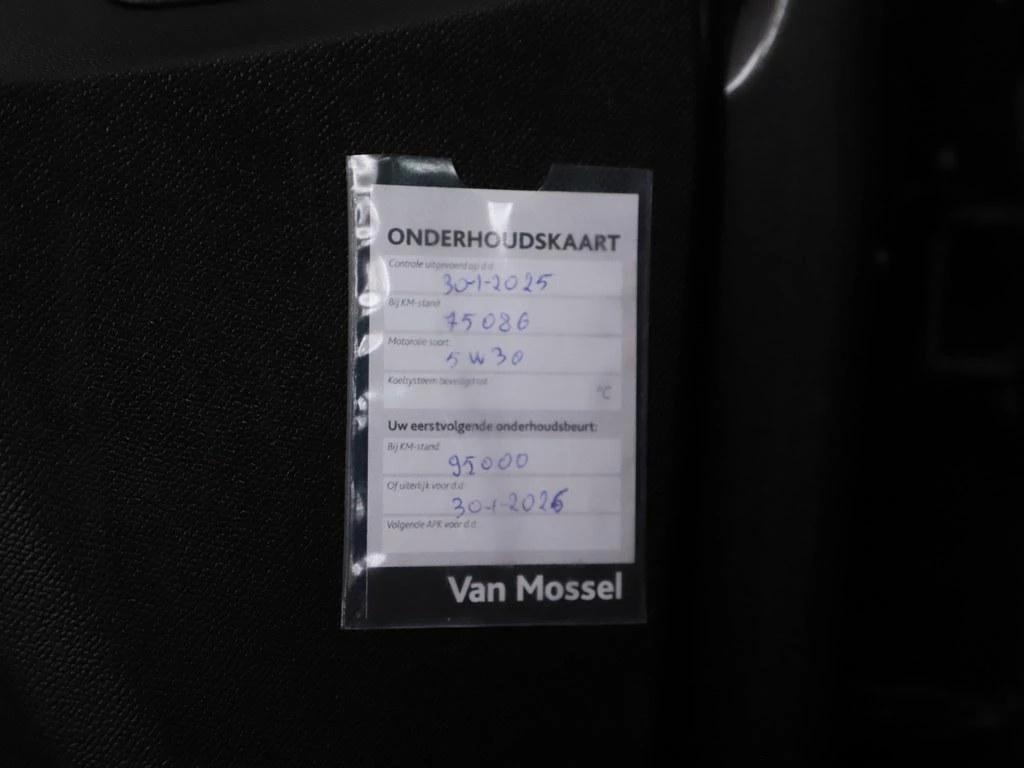 ONDERHOUDSKAART
Controle uitgevoerd op d.d.
30-1-2025
Bij KM-stand:
75086
Motorolie soort:
5W30
Koelsysteem beveiligd tot
°C
Uw eerstvolgende onderhoudsbeurt:
Bij KM-stand:
95000
Of uiterlijk voor d.d.
30-1-2026
Volgende APK voor d.d.
Van Mossel